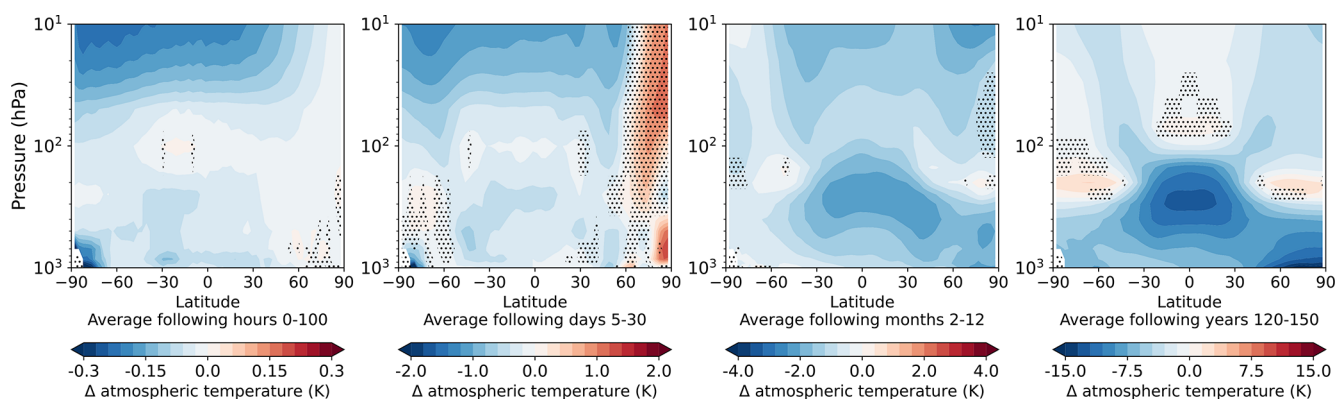 Pressure (hPa)
10¹
10²
10³
−90 −60 −30 0 30 60 90
Latitude
Average following hours 0-100
-0.3 -0.15 0.0 0.15 0.3
Δ atmospheric temperature (K)
10¹
10²
10³
−90 −60 −30 0 30 60 90
Latitude
Average following days 5-30
-2.0 -1.0 0.0 1.0 2.0
Δ atmospheric temperature (K)
10¹
10²
10³
−90 −60 −30 0 30 60 90
Latitude
Average following months 2-12
-4.0 -2.0 0.0 2.0 4.0
Δ atmospheric temperature (K)
10¹
10²
10³
−90 −60 −30 0 30 60 90
Latitude
Average following years 120-150
-15.0 -7.5 0.0 7.5 15.0
Δ atmospheric temperature (K)